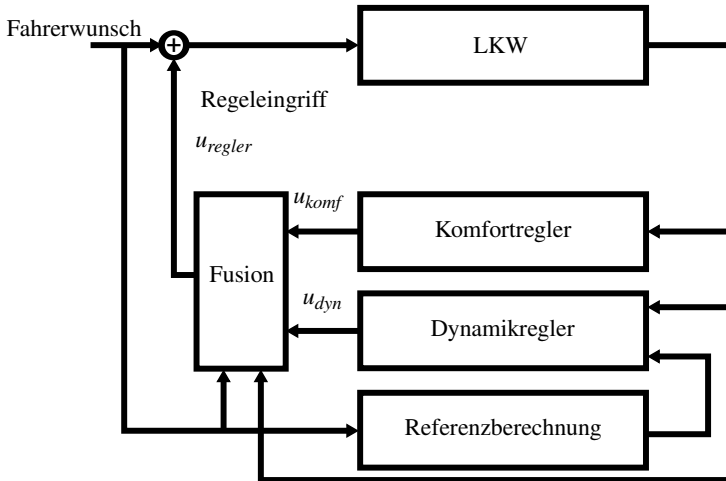 Fahrerwunsch
LKW
Regeleingriff
u_regler
u_komf
Komfortregler
Fusion
u_dyn
Dynamikregler
Referenzberechnung